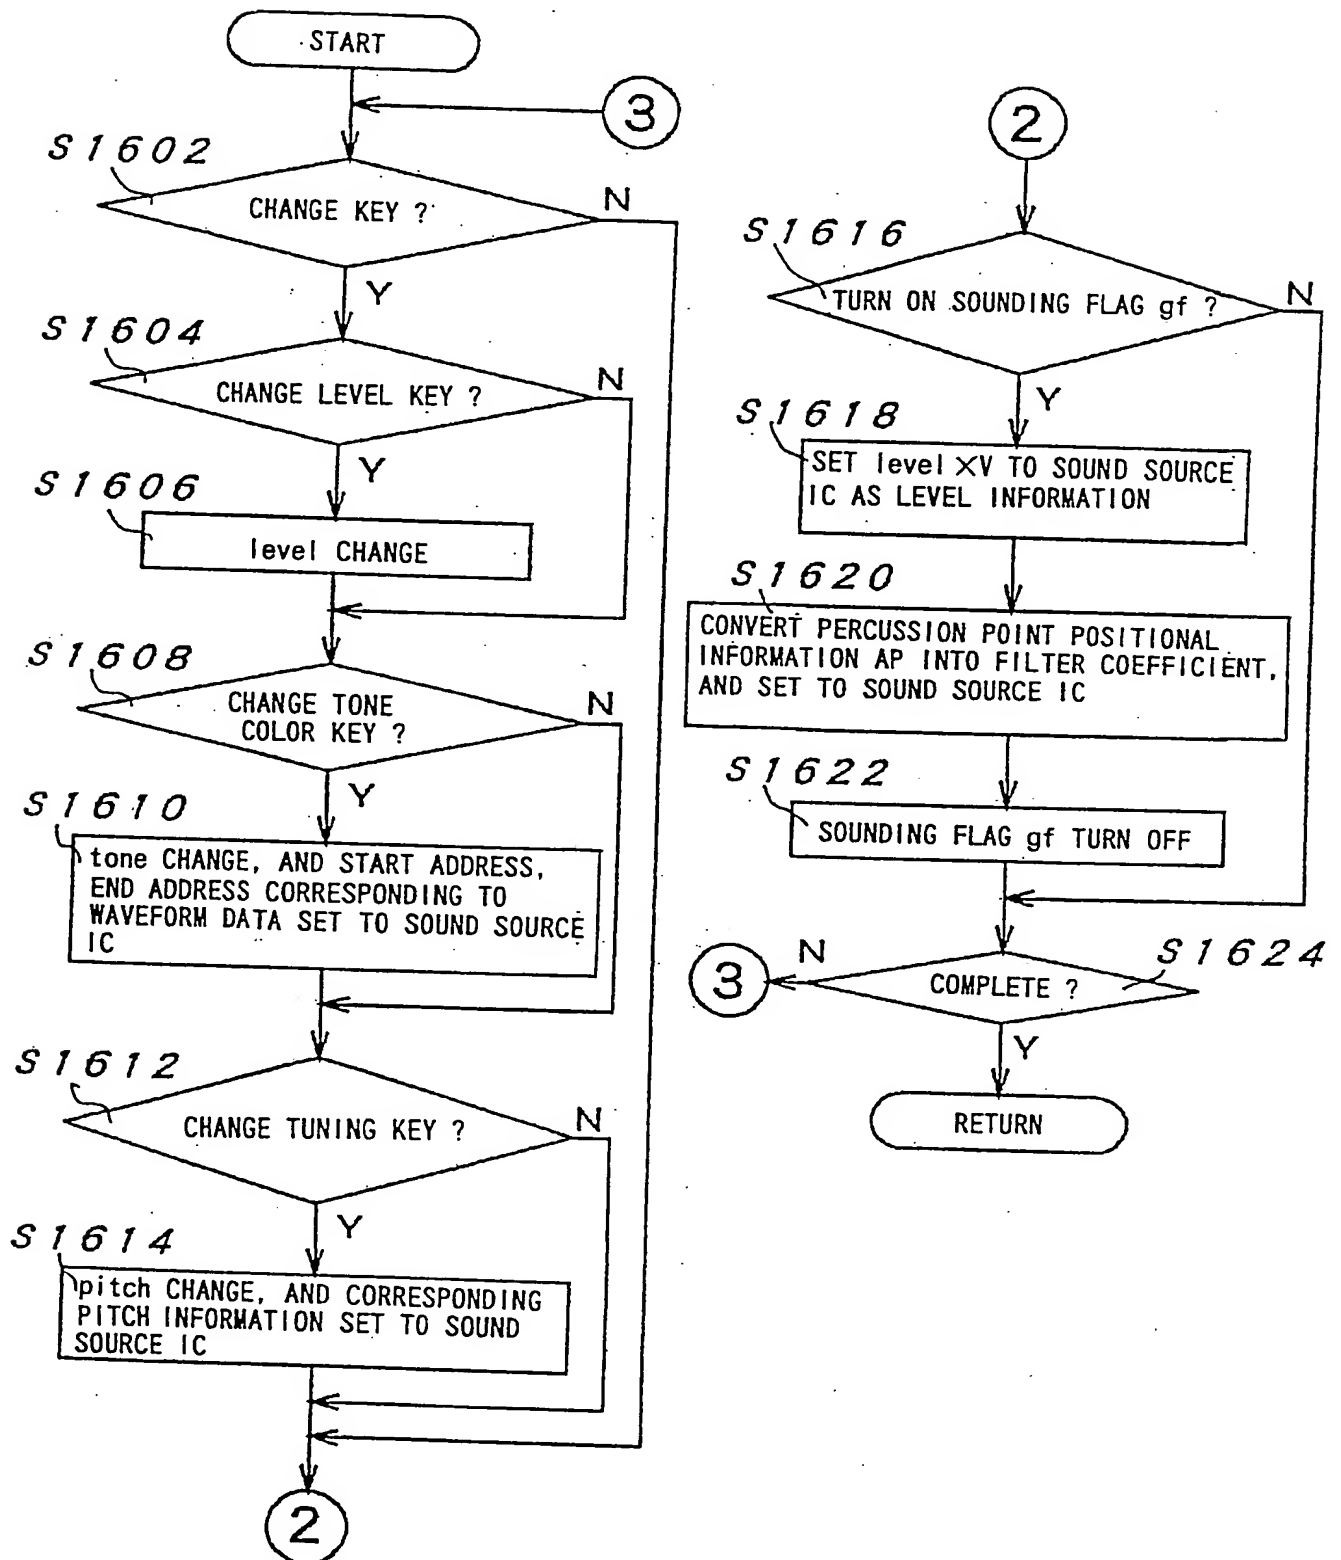 START
3
S1602
CHANGE KEY ?
N
Y
S1604
CHANGE LEVEL KEY ?
N
Y
S1606
level CHANGE
S1608
CHANGE TONE
COLOR KEY ?
N
Y
S1610
tone CHANGE, AND START ADDRESS,
END ADDRESS CORRESPONDING TO
WAVEFORM DATA SET TO SOUND SOURCE
IC
S1612
CHANGE TUNING KEY ?
N
Y
S1614
pitch CHANGE, AND CORRESPONDING
PITCH INFORMATION SET TO SOUND
SOURCE IC
2
2
S1616
TURN ON SOUNDING FLAG gf ?
N
Y
S1618
SET level ×V TO SOUND SOURCE
IC AS LEVEL INFORMATION
S1620
CONVERT PERCUSSION POINT POSITIONAL
INFORMATION AP INTO FILTER COEFFICIENT,
AND SET TO SOUND SOURCE IC
S1622
SOUNDING FLAG gf TURN OFF
S1624
COMPLETE ?
N
3
Y
RETURN